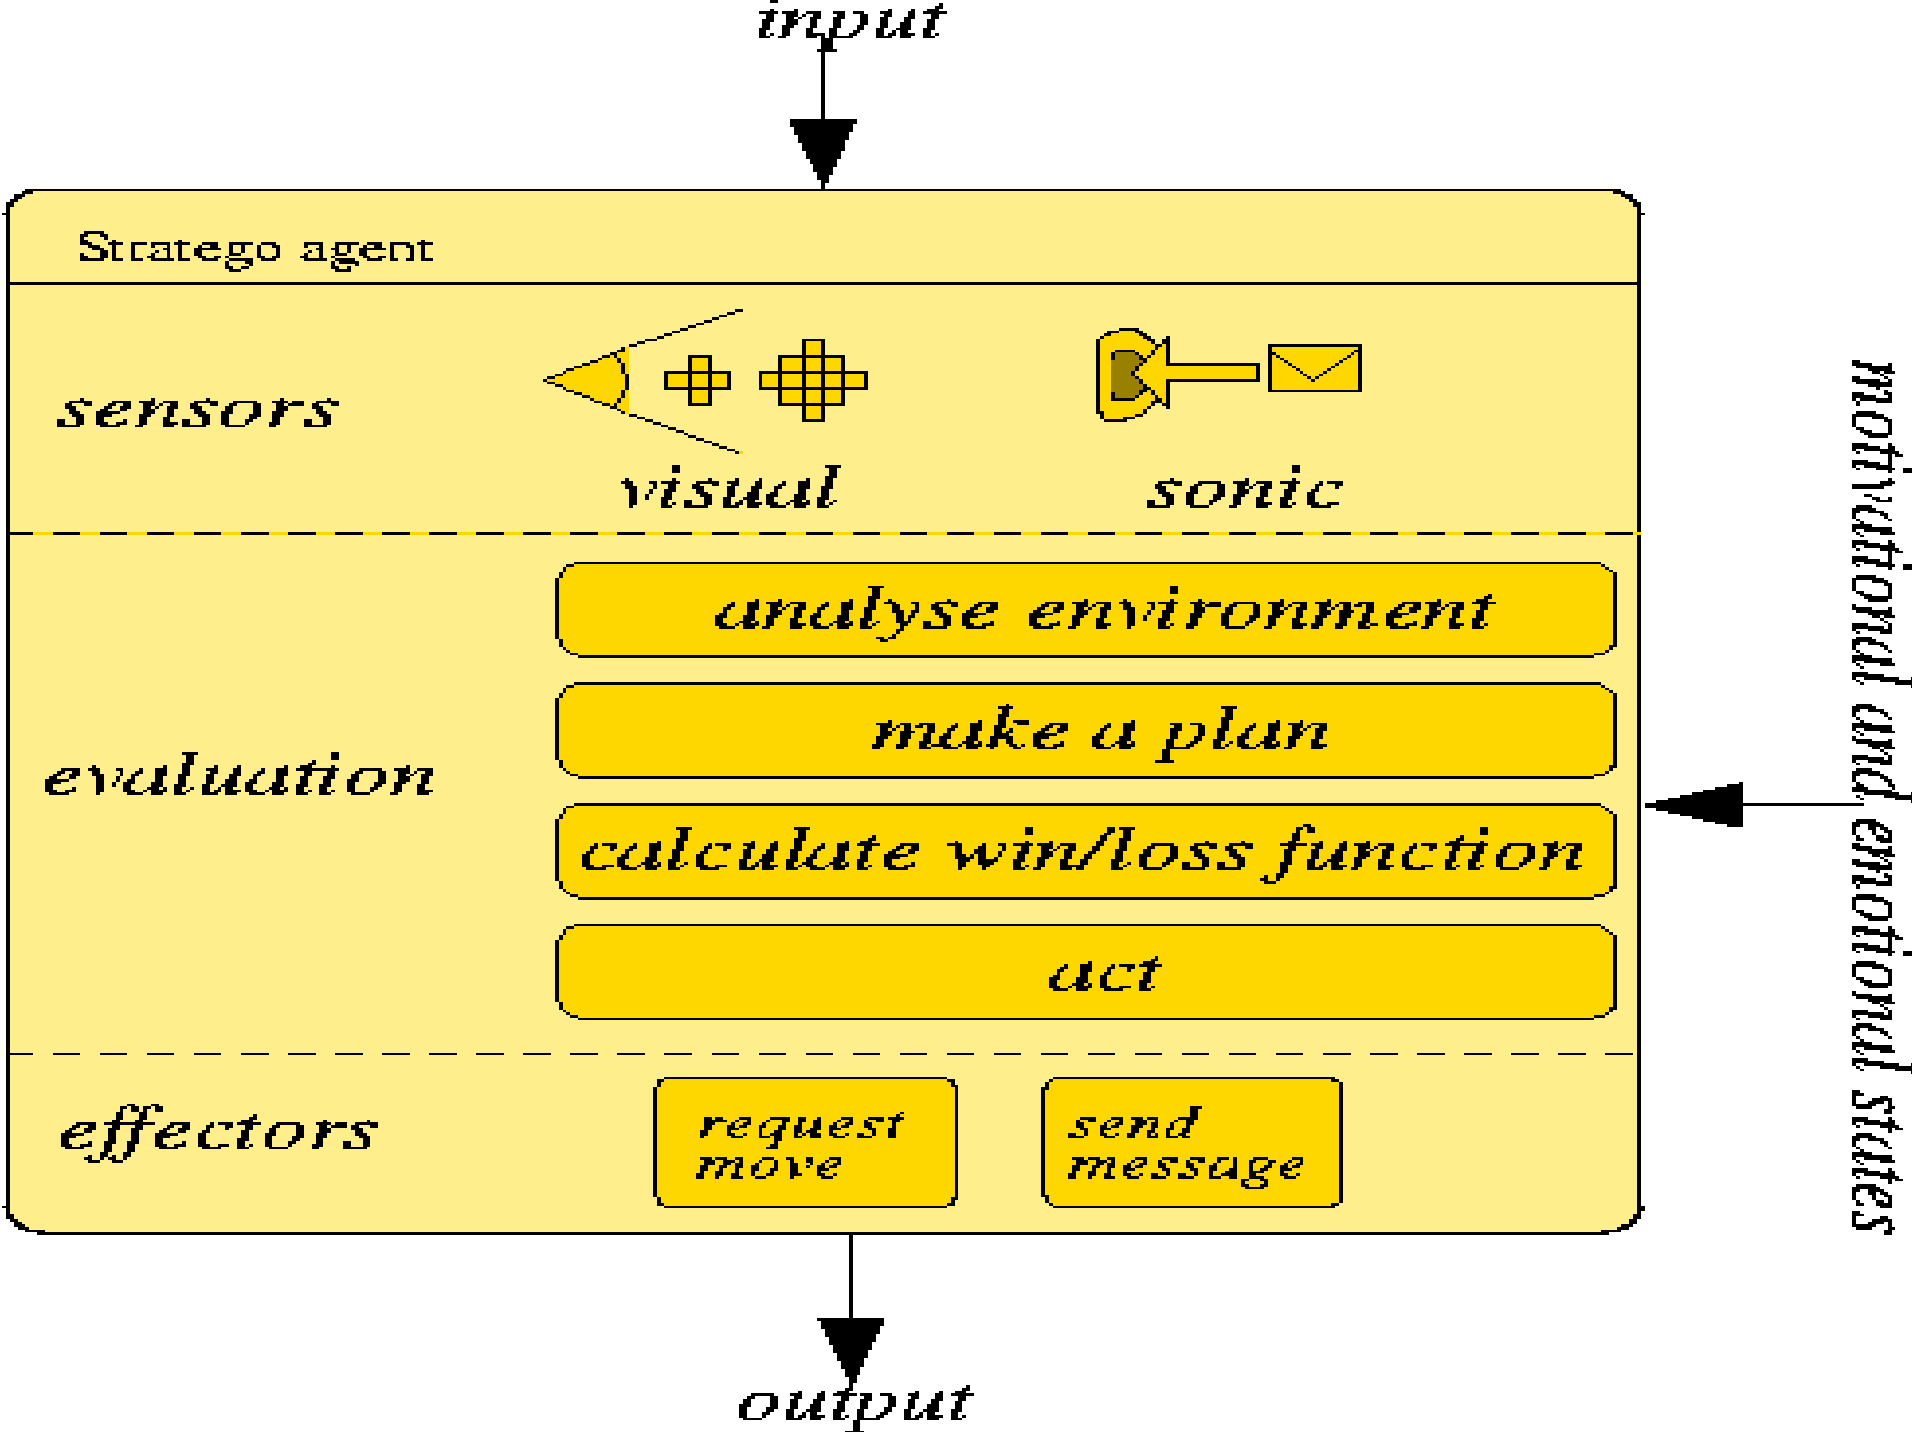 input
Stratego agent
sensors
visual
sonic
evaluation
analyse environment
make a plan
calculate win/loss function
act
effectors
request
move
send
message
output
motivational and emotional states